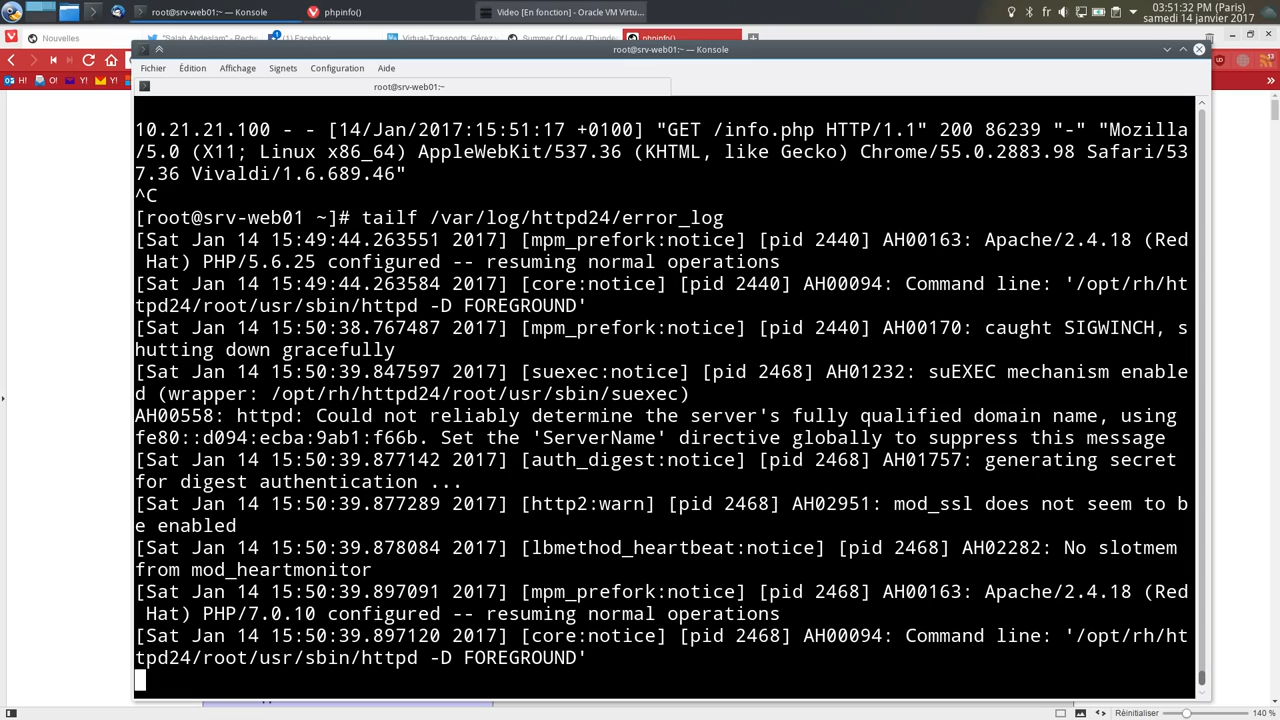 root@srv-web01:~ — Konsole
phpinfo()
Video [En fonction] - Oracle VM Virtu...
fr
03:51:32 PM (Paris)
samedi 14 janvier 2017
Nouvelles
"Salah Abdeslam" - Rech
(1) Facebook
Virtual-Transports: Gérez
Summer Of Love (Thunde
phpinfo()
root@srv-web01:~ — Konsole
Fichier Édition Affichage Signets Configuration Aide
H! O! Y! Y!
root@srv-web01:~ — Konsole
10.21.21.100 - - [14/Jan/2017:15:51:17 +0100] "GET /info.php HTTP/1.1" 200 86239 "-" "Mozilla
/5.0 (X11; Linux x86_64) AppleWebKit/537.36 (KHTML, like Gecko) Chrome/55.0.2883.98 Safari/53
7.36 Vivaldi/1.6.689.46"
^C
[root@srv-web01 ~]# tailf /var/log/httpd24/error_log
[Sat Jan 14 15:49:44.263551 2017] [mpm_prefork:notice] [pid 2440] AH00163: Apache/2.4.18 (Red
 Hat) PHP/5.6.25 configured -- resuming normal operations
[Sat Jan 14 15:49:44.263584 2017] [core:notice] [pid 2440] AH00094: Command line: '/opt/rh/ht
tpd24/root/usr/sbin/httpd -D FOREGROUND'
[Sat Jan 14 15:50:38.767487 2017] [mpm_prefork:notice] [pid 2440] AH00170: caught SIGWINCH, s
hutting down gracefully
[Sat Jan 14 15:50:39.847597 2017] [suexec:notice] [pid 2468] AH01232: suEXEC mechanism enable
d (wrapper: /opt/rh/httpd24/root/usr/sbin/suexec)
AH00558: httpd: Could not reliably determine the server's fully qualified domain name, using
fe80::d094:ecba:9ab1:f66b. Set the 'ServerName' directive globally to suppress this message
[Sat Jan 14 15:50:39.877142 2017] [auth_digest:notice] [pid 2468] AH01757: generating secret
for digest authentication ...
[Sat Jan 14 15:50:39.877289 2017] [http2:warn] [pid 2468] AH02951: mod_ssl does not seem to b
e enabled
[Sat Jan 14 15:50:39.878084 2017] [lbmethod_heartbeat:notice] [pid 2468] AH02282: No slotmem
from mod_heartmonitor
[Sat Jan 14 15:50:39.897091 2017] [mpm_prefork:notice] [pid 2468] AH00163: Apache/2.4.18 (Red
 Hat) PHP/7.0.10 configured -- resuming normal operations
[Sat Jan 14 15:50:39.897120 2017] [core:notice] [pid 2468] AH00094: Command line: '/opt/rh/ht
tpd24/root/usr/sbin/httpd -D FOREGROUND'
Réinitialiser
140 %